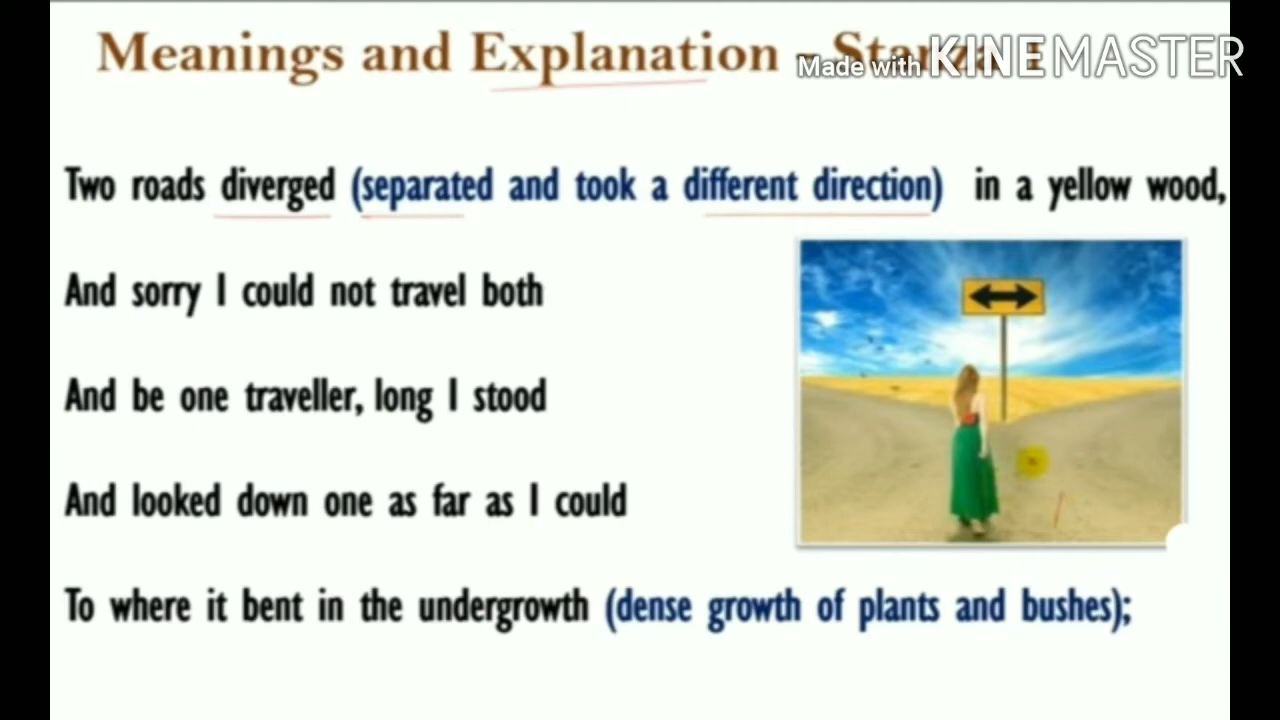 Meanings and Explanation -
Made with KINEMASTER
Two roads diverged (separated and took a different direction) in a yellow wood,
And sorry I could not travel both
And be one traveller, long I stood
And looked down one as far as I could
To where it bent in the undergrowth (dense growth of plants and bushes);